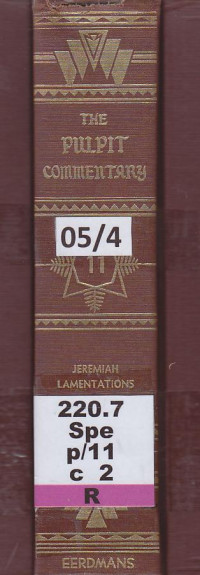 THE
PULPIT
COMMENTARY
05/4
11
JEREMIAH
LAMENTATIONS
220.7
Spe
p/11
c 2
R
EERDMANS